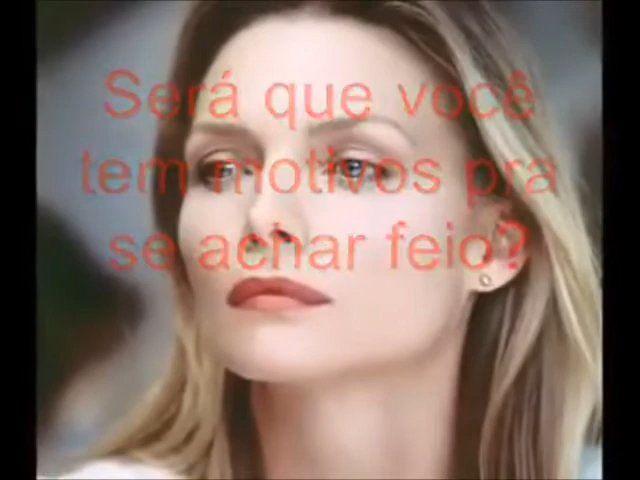 Será que você
tem motivos pra
se achar feio?